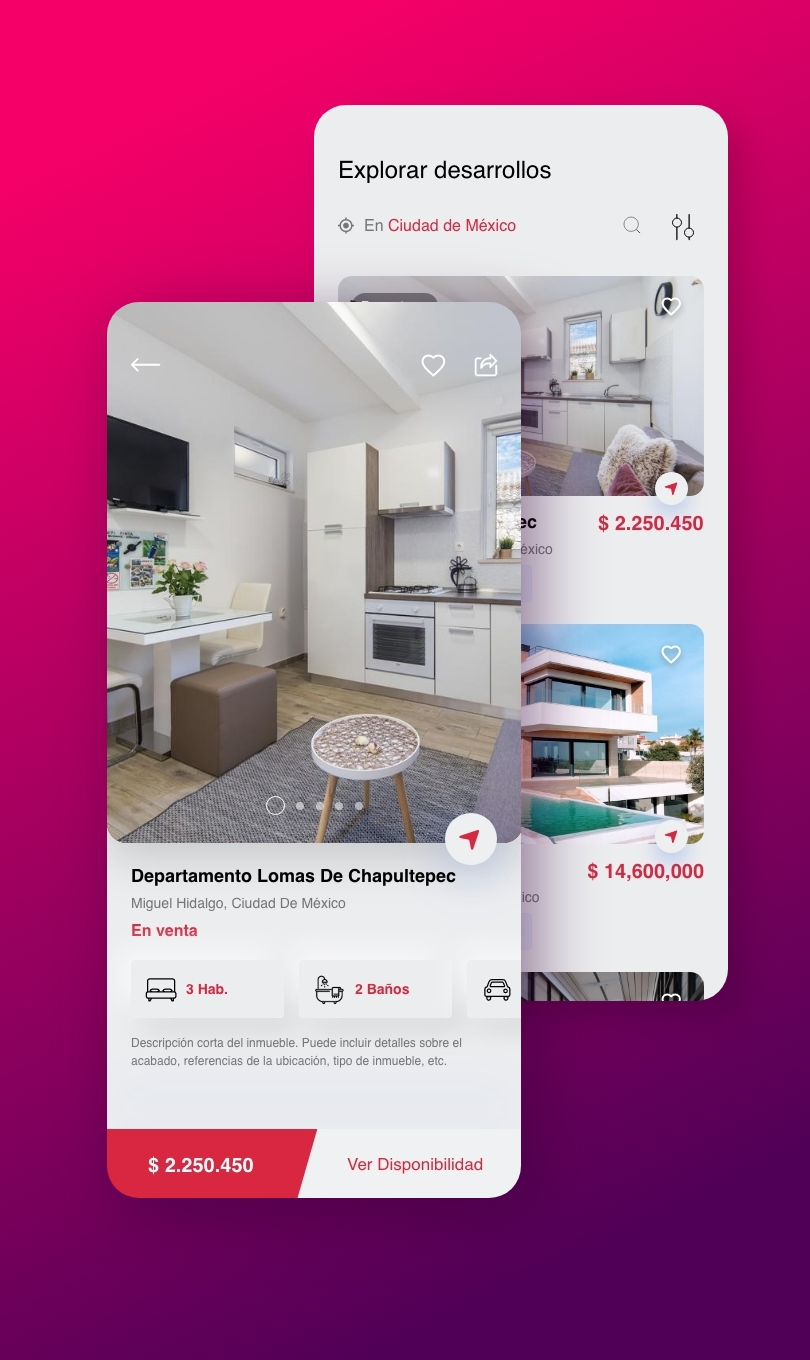 Explorar desarrollos
En Ciudad de México
ec
$ 2.250.450
éxico
$ 14,600,000
ico
Departamento Lomas De Chapultepec
Miguel Hidalgo, Ciudad De México
En venta
3 Hab.
2 Baños
Descripción corta del inmueble. Puede incluir detalles sobre el
acabado, referencias de la ubicación, tipo de inmueble, etc.
$ 2.250.450
Ver Disponibilidad